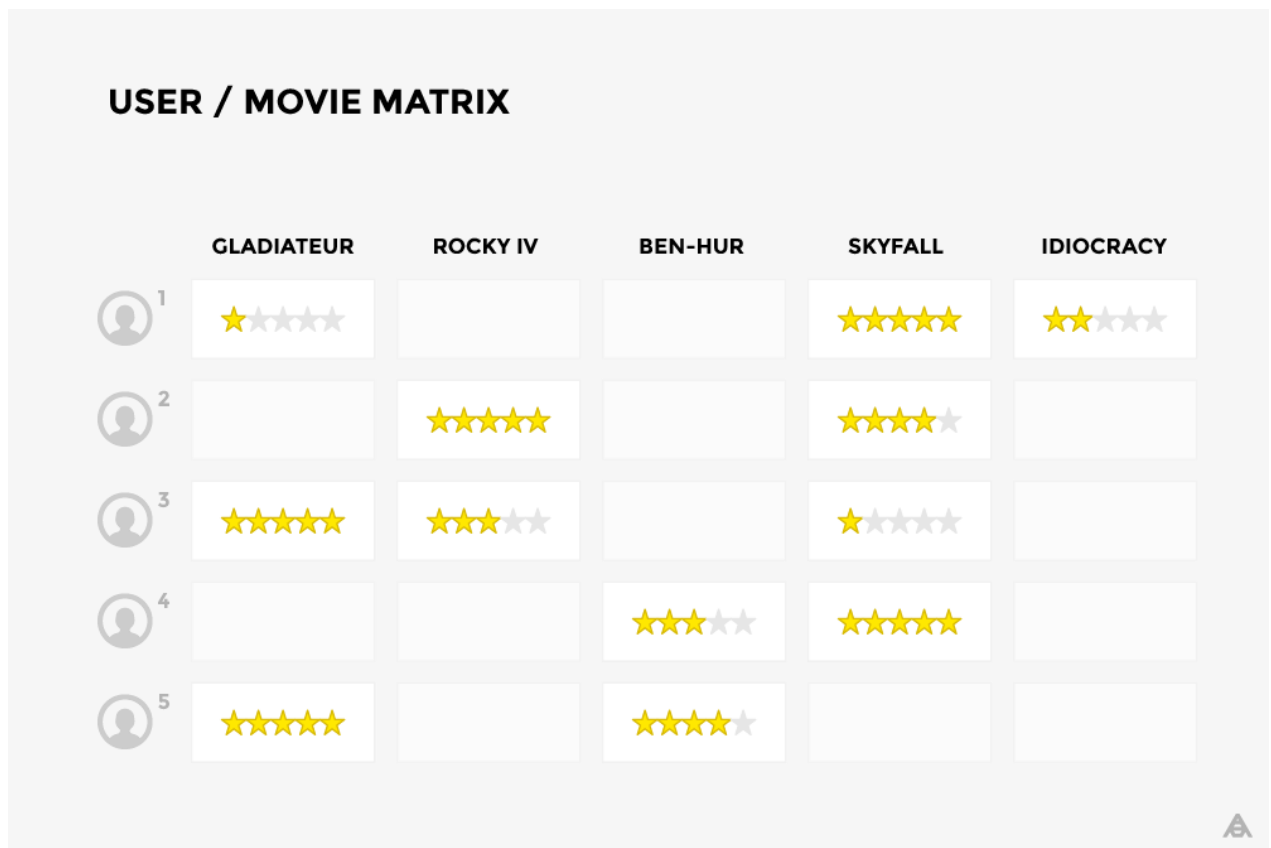 USER / MOVIE MATRIX
GLADIATEUR ROCKY IV BEN-HUR SKYFALL IDIOCRACY
1
2
3
4
5